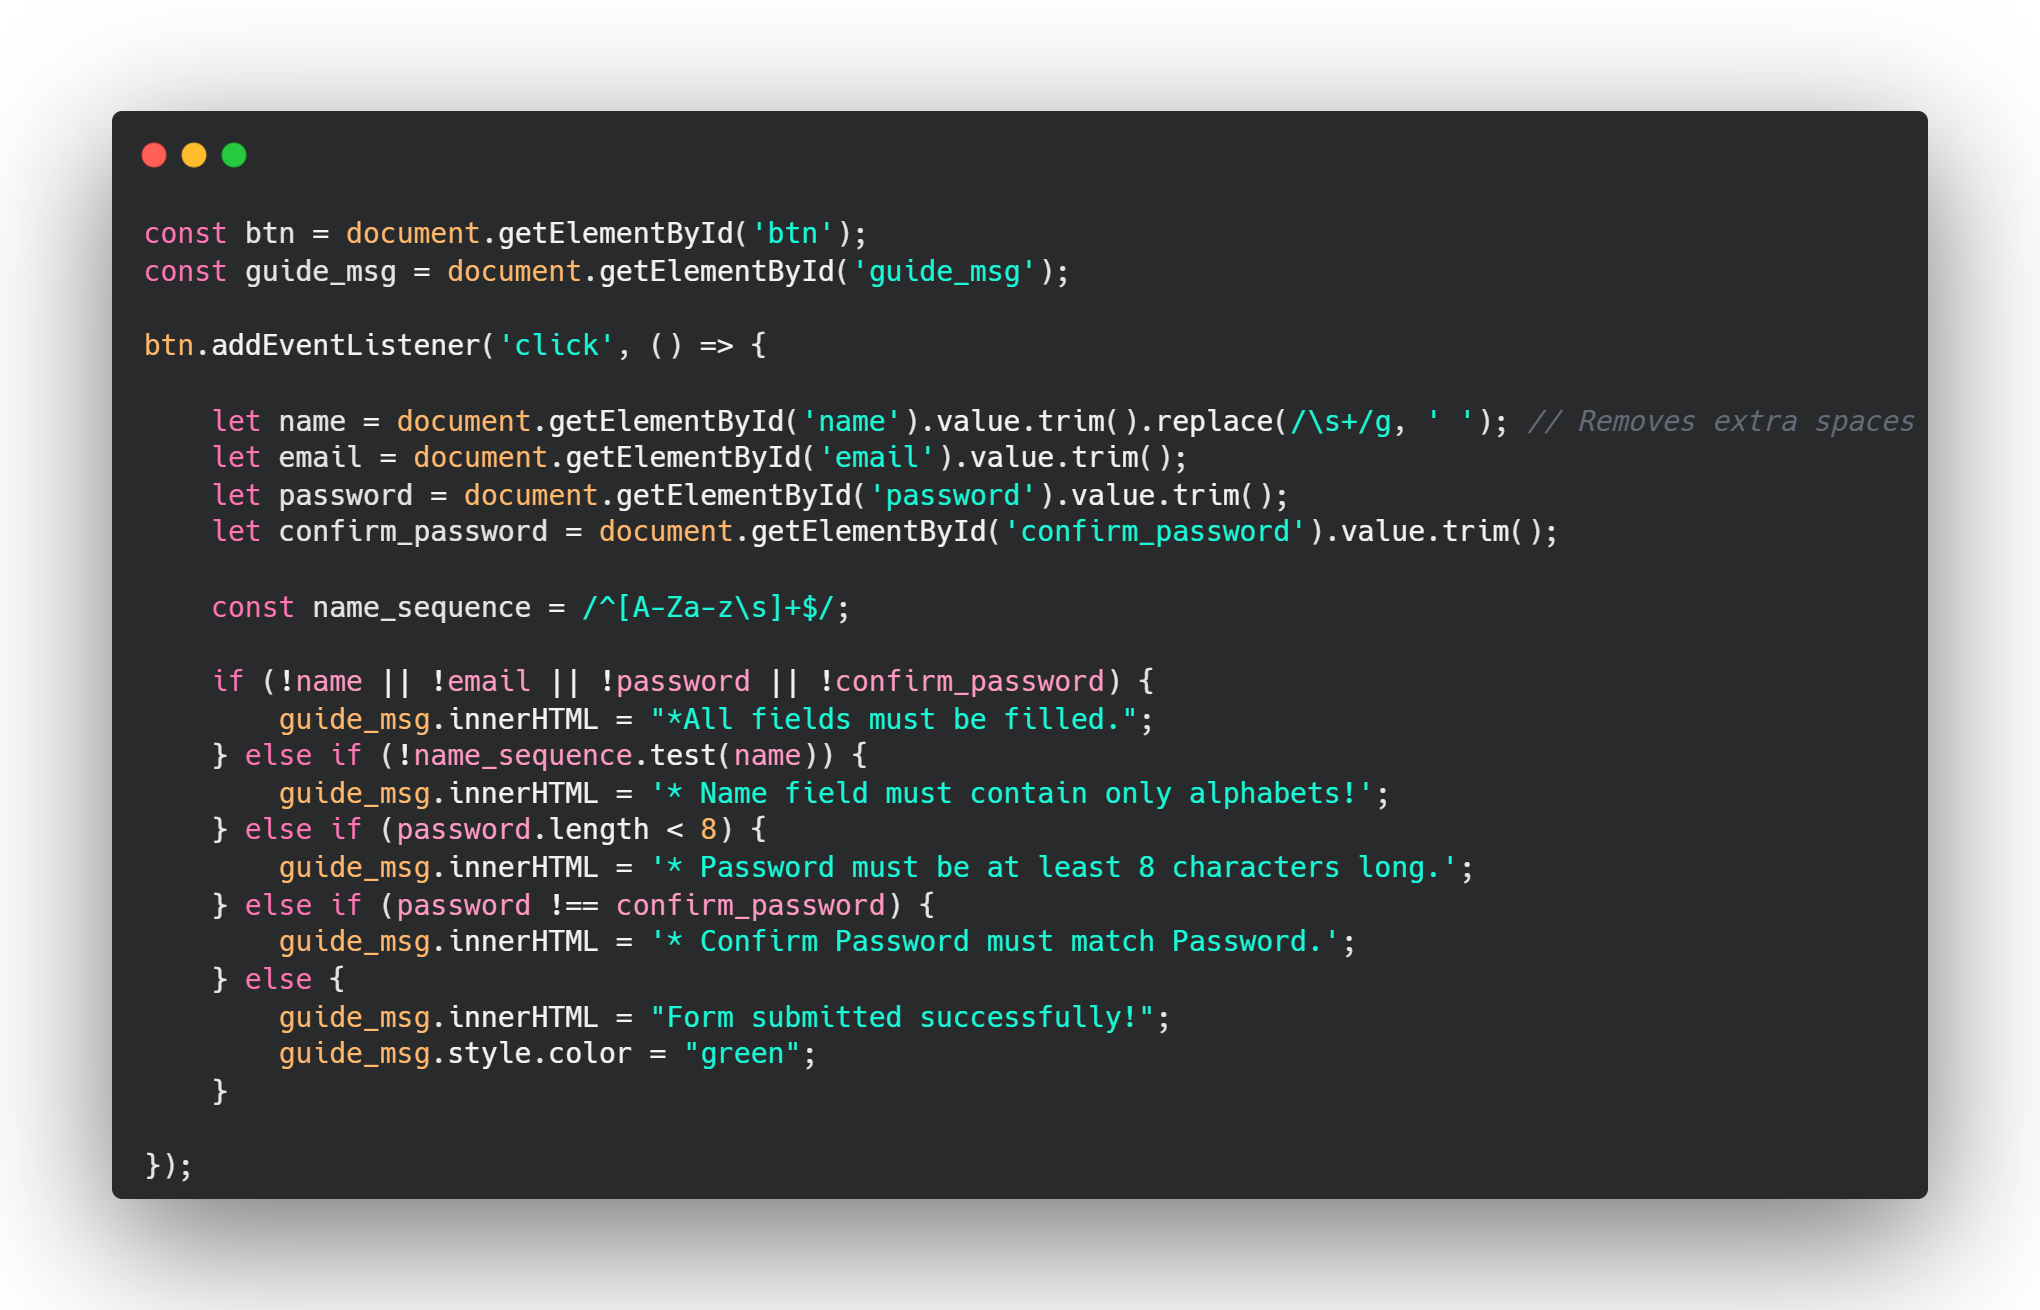 const btn = document.getElementById('btn');
const guide_msg = document.getElementById('guide_msg');

btn.addEventListener('click', () => {

    let name = document.getElementById('name').value.trim().replace(/\s+/g, ' '); // Removes extra spaces
    let email = document.getElementById('email').value.trim();
    let password = document.getElementById('password').value.trim();
    let confirm_password = document.getElementById('confirm_password').value.trim();

    const name_sequence = /^[A-Za-z\s]+$/;

    if (!name || !email || !password || !confirm_password) {
        guide_msg.innerHTML = "*All fields must be filled.";
    } else if (!name_sequence.test(name)) {
        guide_msg.innerHTML = '* Name field must contain only alphabets!';
    } else if (password.length < 8) {
        guide_msg.innerHTML = '* Password must be at least 8 characters long.';
    } else if (password !== confirm_password) {
        guide_msg.innerHTML = '* Confirm Password must match Password.';
    } else {
        guide_msg.innerHTML = "Form submitted successfully!";
        guide_msg.style.color = "green";
    }

});